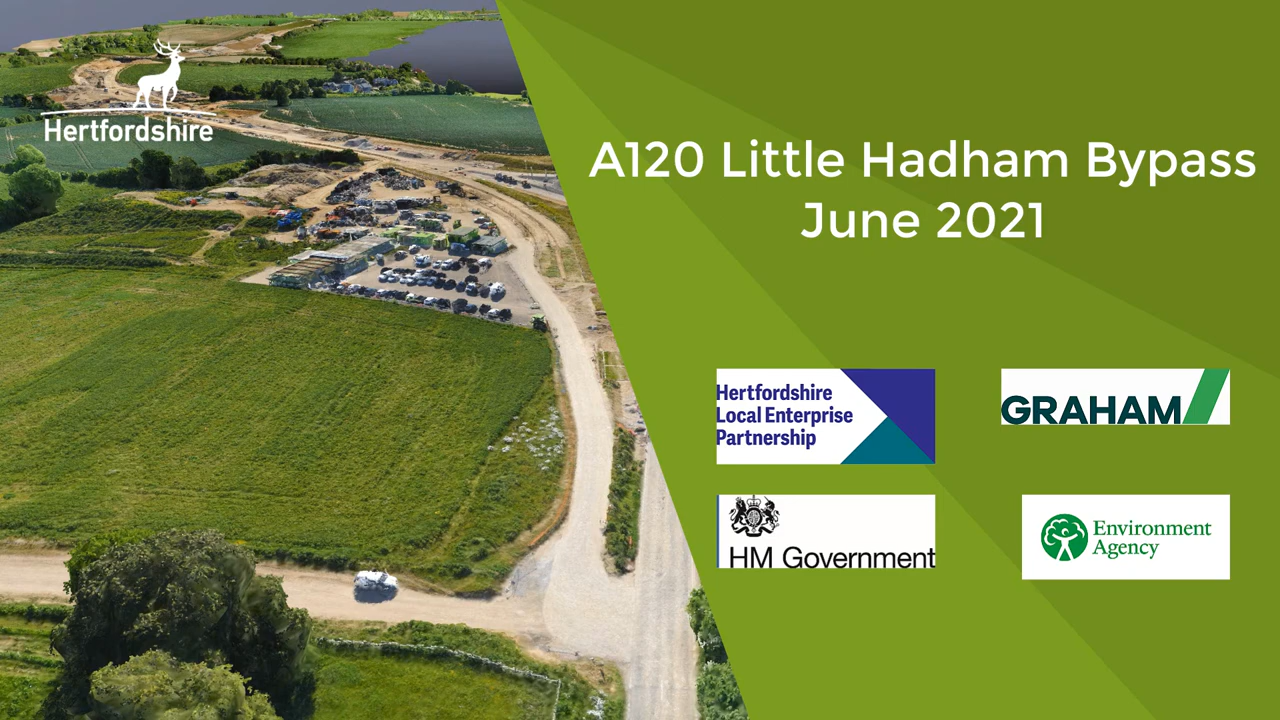 Hertfordshire
A120 Little Hadham Bypass
June 2021
Hertfordshire
Local Enterprise
Partnership
GRAHAM
HM Government
Environment
Agency